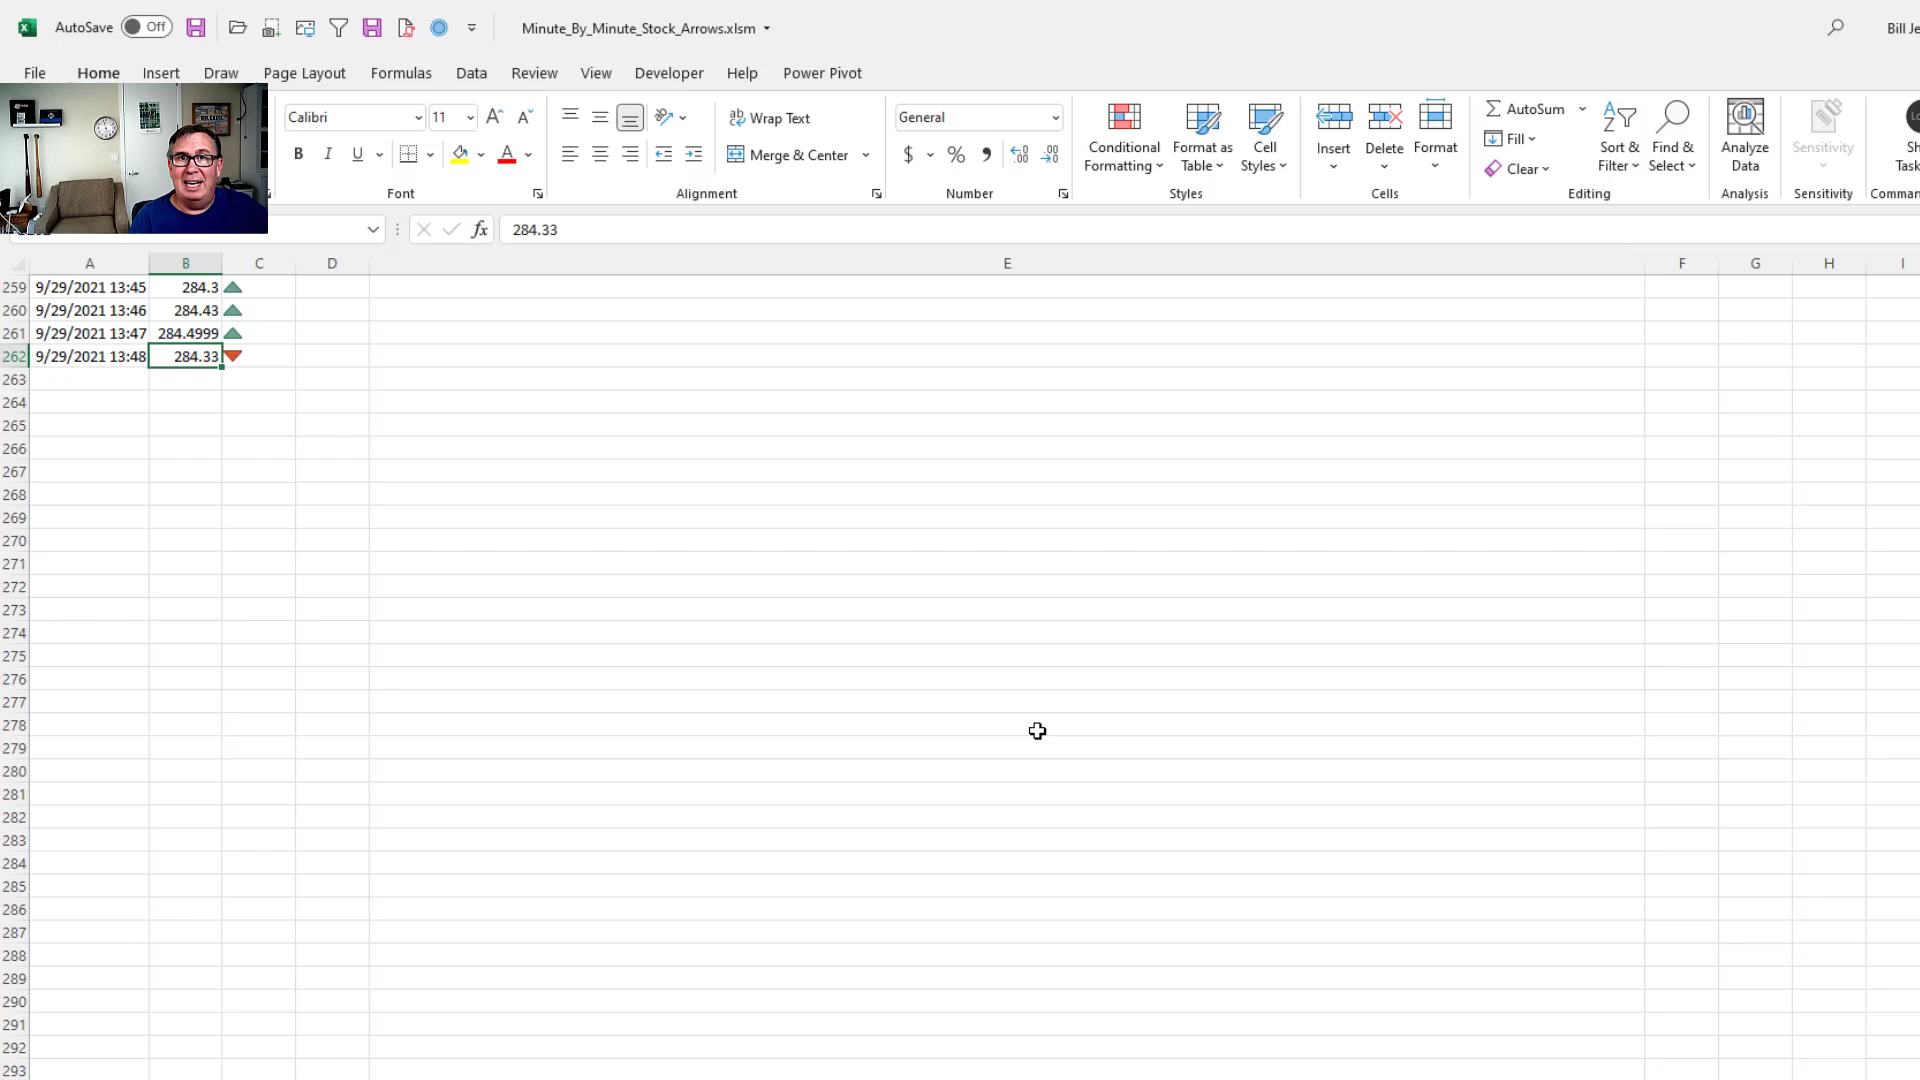 AutoSave Off Minute_By_Minute_Stock_Arrows.xlsm Bill Je
File Home Insert Draw Page Layout Formulas Data Review View Developer Help Power Pivot
Calibri 11 Wrap Text General AutoSum
B I U Merge & Center $ % Conditional Formatting Format as Table Cell Styles Insert Delete Format Fill Clear Sort & Filter Find & Select Analyze Data Sensitivity Sh Task
Font Alignment Number Styles Cells Editing Analysis Sensitivity Comman
fx 284.33
A B C D E F G H I
259 9/29/2021 13:45 284.3
260 9/29/2021 13:46 284.43
261 9/29/2021 13:47 284.4999
262 9/29/2021 13:48 284.33
263
264
265
266
267
268
269
270
271
272
273
274
275
276
277
278
279
280
281
282
283
284
285
286
287
288
289
290
291
292
293